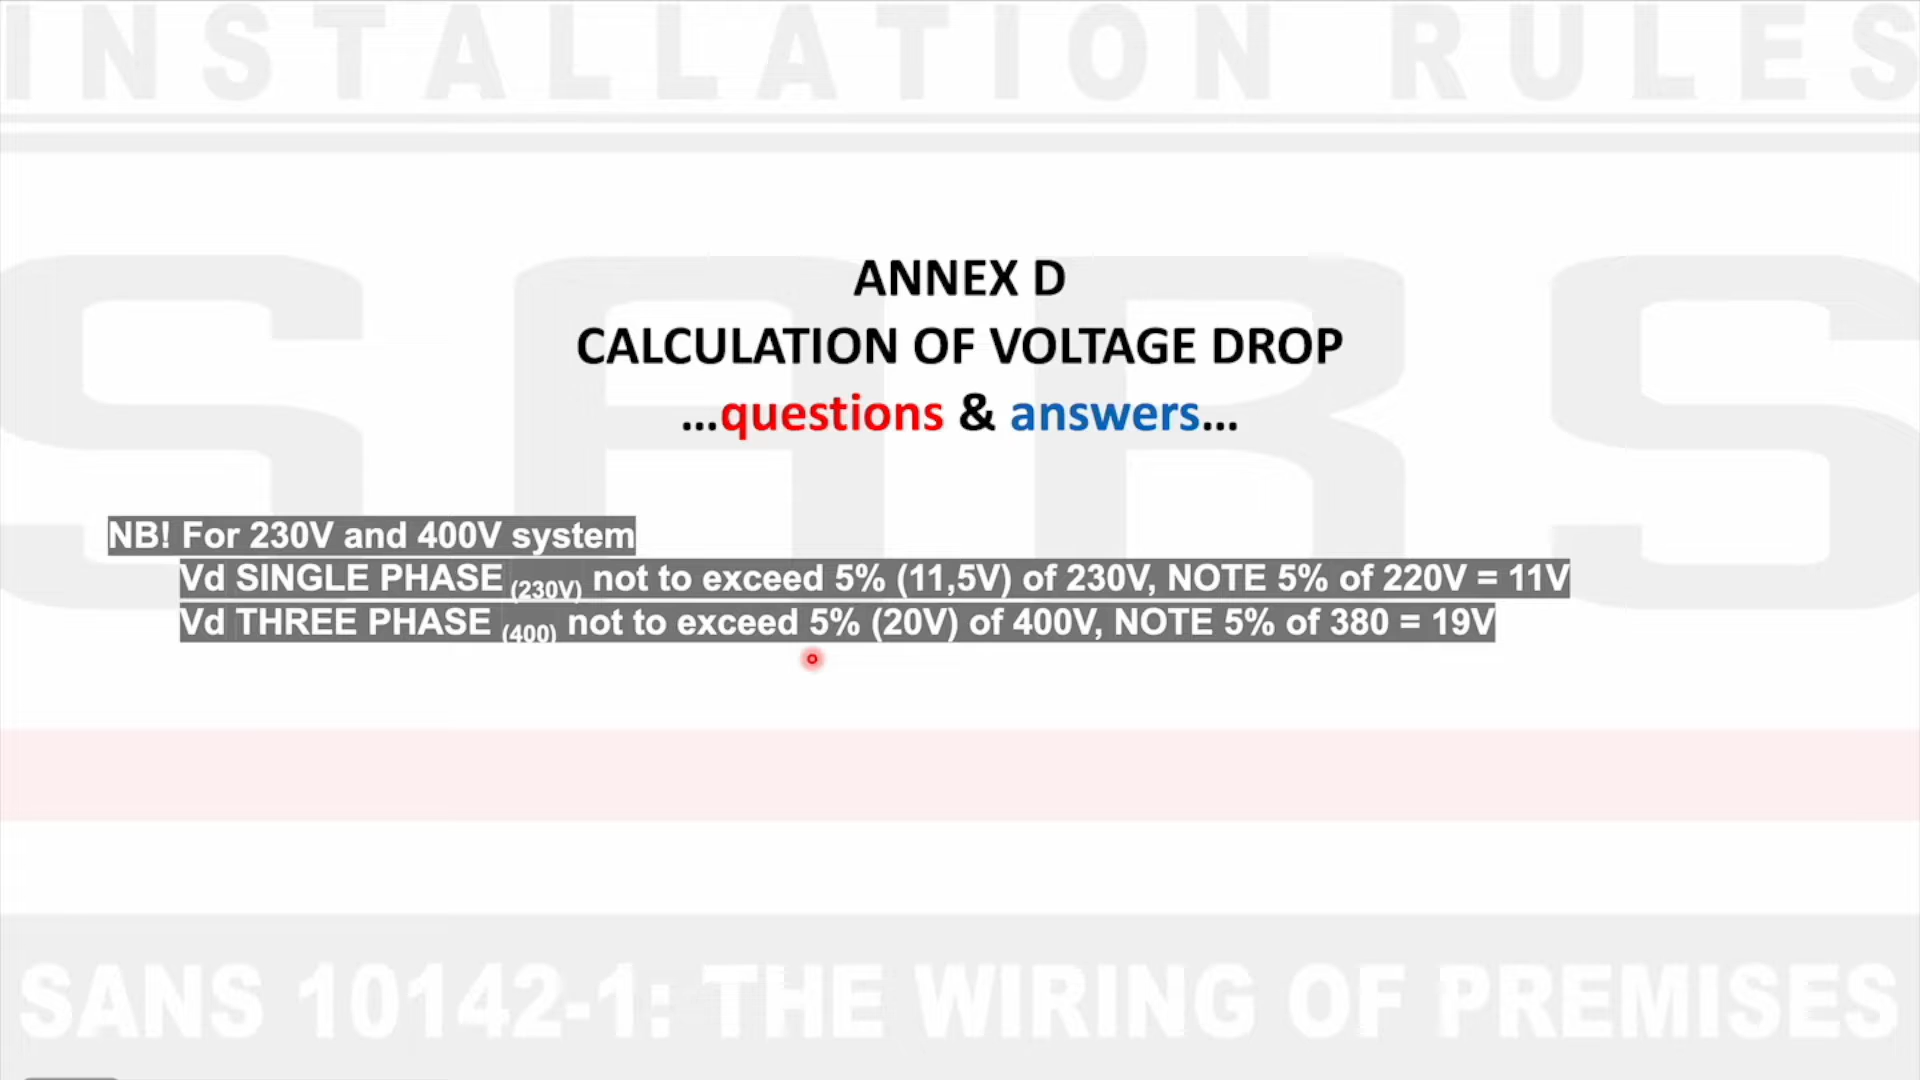 INSTALLATION RULES
SABS
ANNEX D
CALCULATION OF VOLTAGE DROP
...questions & answers...
NB! For 230V and 400V system
Vd SINGLE PHASE (230V) not to exceed 5% (11,5V) of 230V, NOTE 5% of 220V = 11V
Vd THREE PHASE (400) not to exceed 5% (20V) of 400V, NOTE 5% of 380 = 19V
SANS 10142-1: THE WIRING OF PREMISES